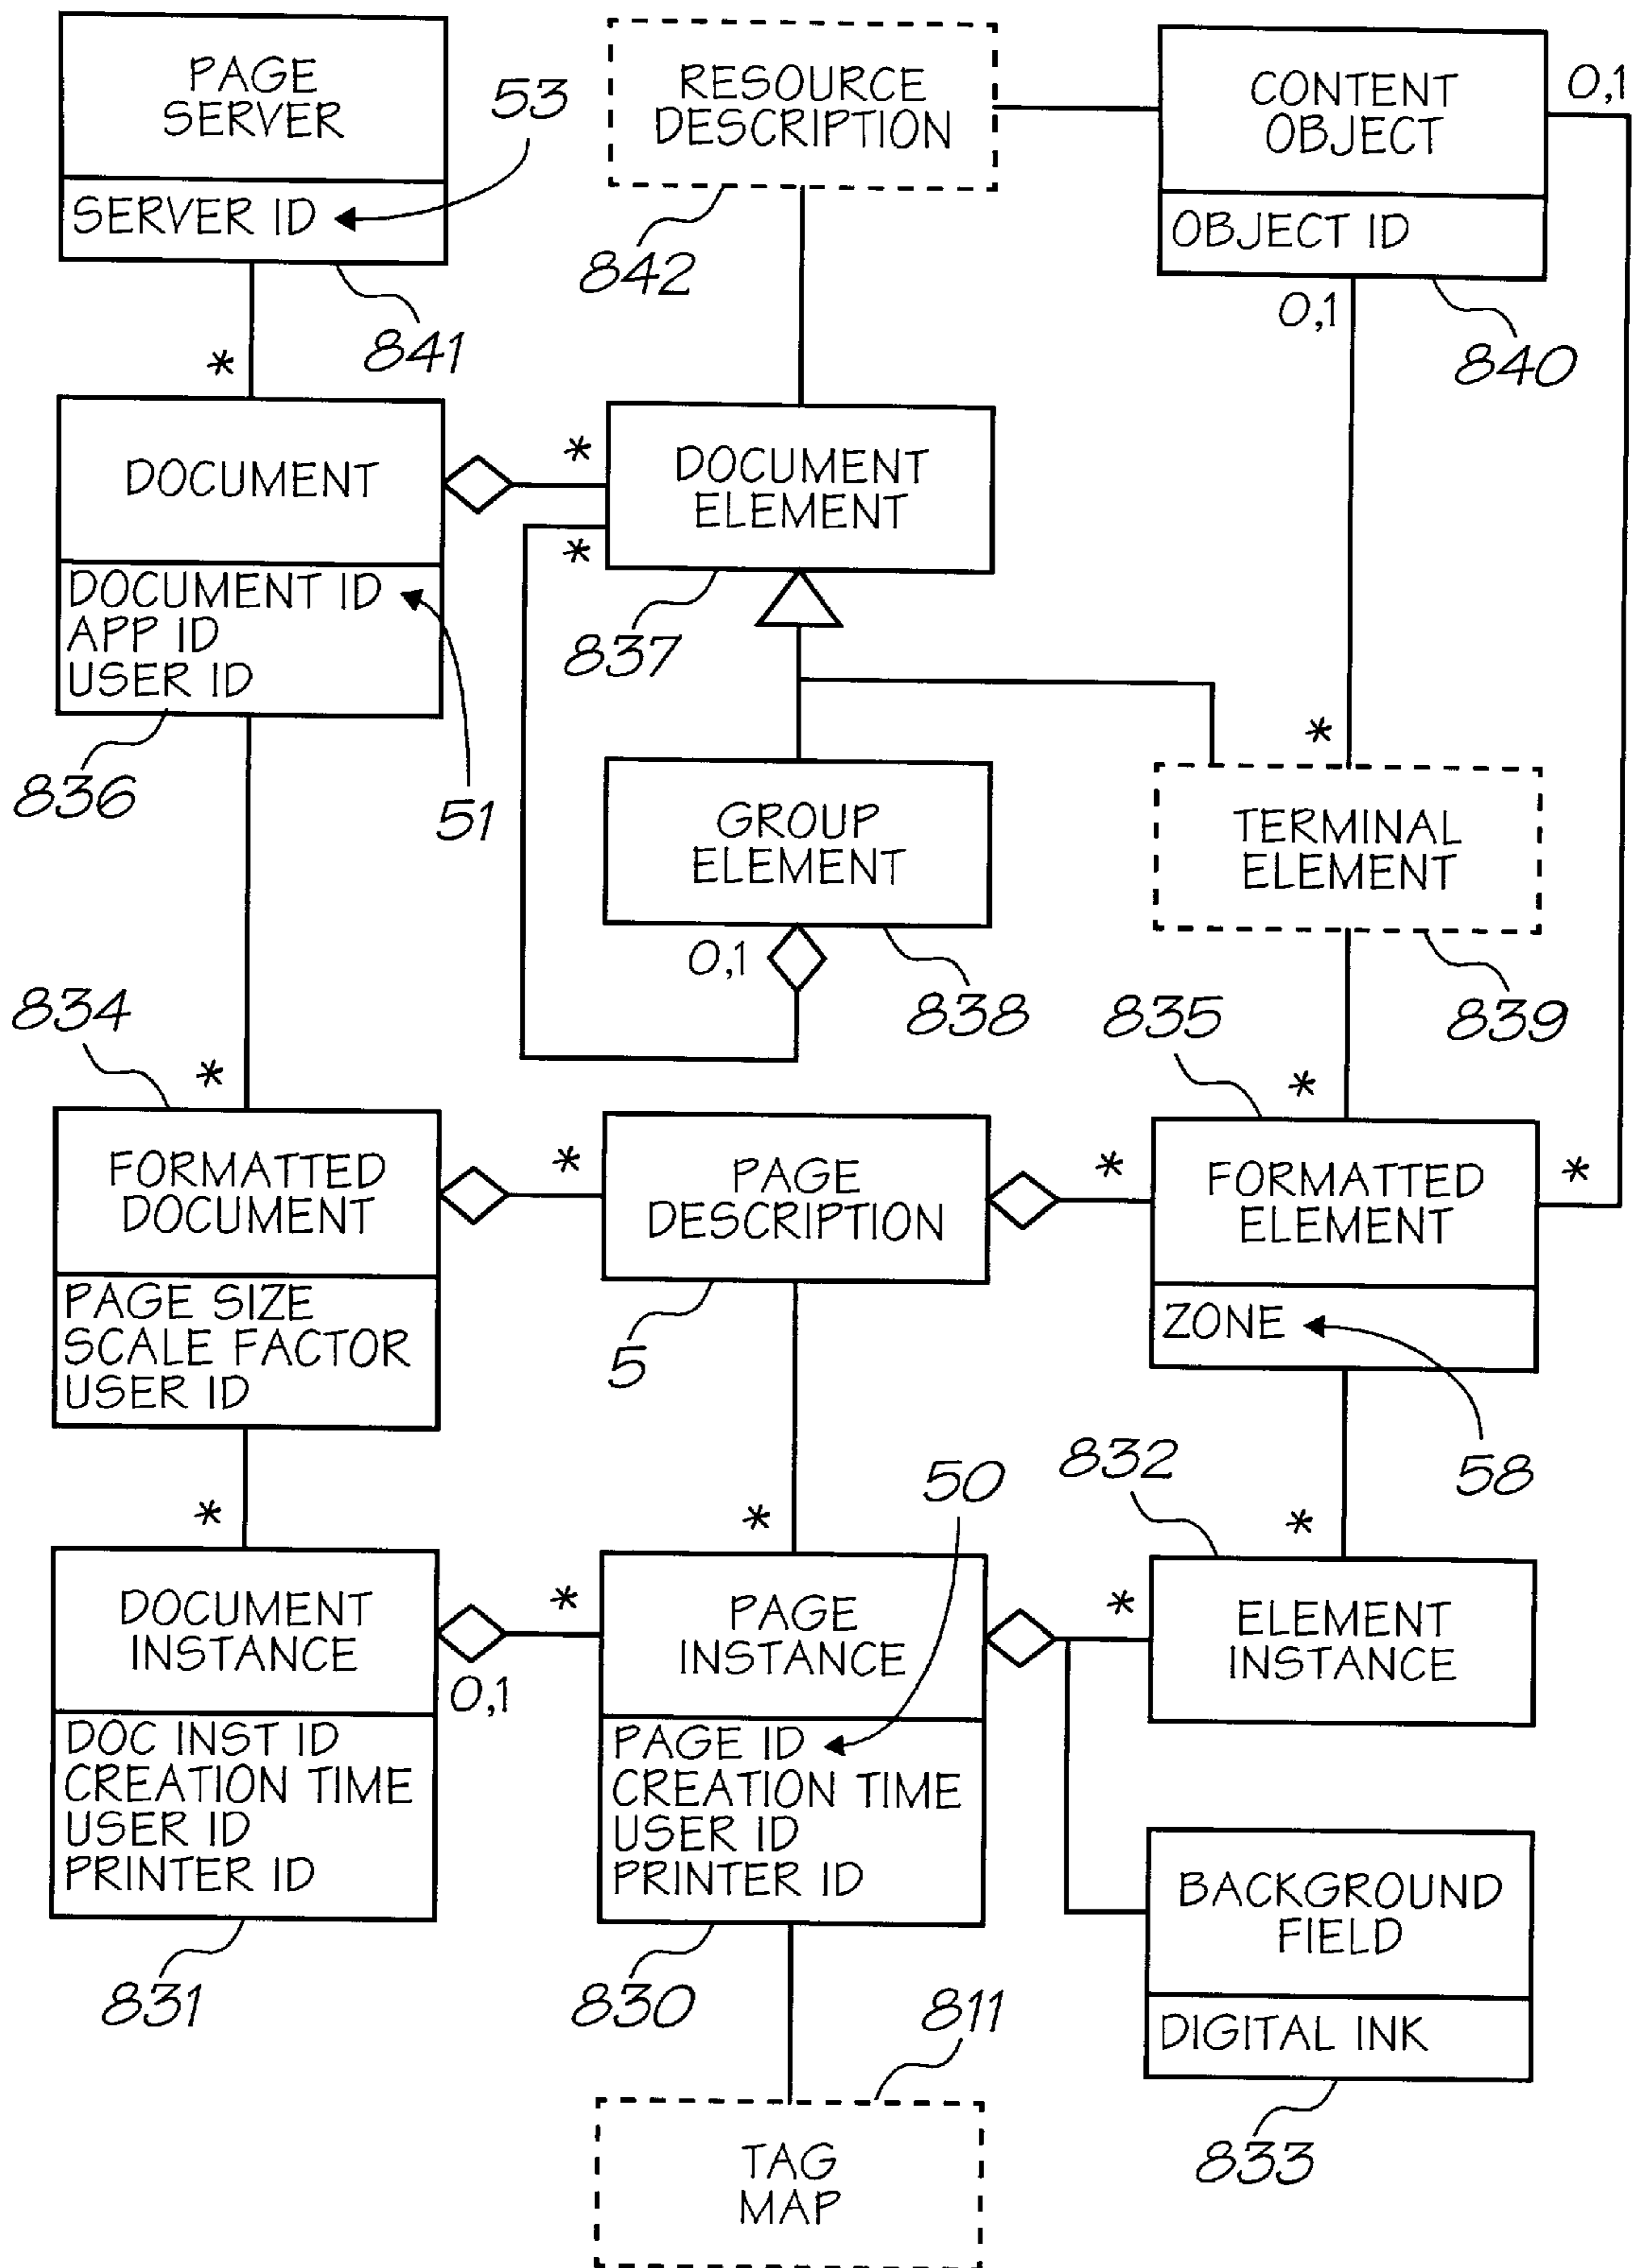 PAGE
SERVER
SERVER ID
53
841
RESOURCE
DESCRIPTION
842
CONTENT
OBJECT
OBJECT ID
0,1
0,1
840
*
DOCUMENT
DOCUMENT ID
APP ID
USER ID
836
51
*
*
DOCUMENT
ELEMENT
837
GROUP
ELEMENT
0,1
838
*
TERMINAL
ELEMENT
839
834
*
FORMATTED
DOCUMENT
PAGE SIZE
SCALE FACTOR
USER ID
*
PAGE
DESCRIPTION
5
835
*
*
FORMATTED
ELEMENT
*
ZONE
58
*
DOCUMENT
INSTANCE
0,1
DOC INST ID
CREATION TIME
USER ID
PRINTER ID
831
*
*
50
PAGE
INSTANCE
PAGE ID
CREATION TIME
USER ID
PRINTER ID
830
832
*
*
ELEMENT
INSTANCE
BACKGROUND
FIELD
DIGITAL INK
833
811
TAG
MAP